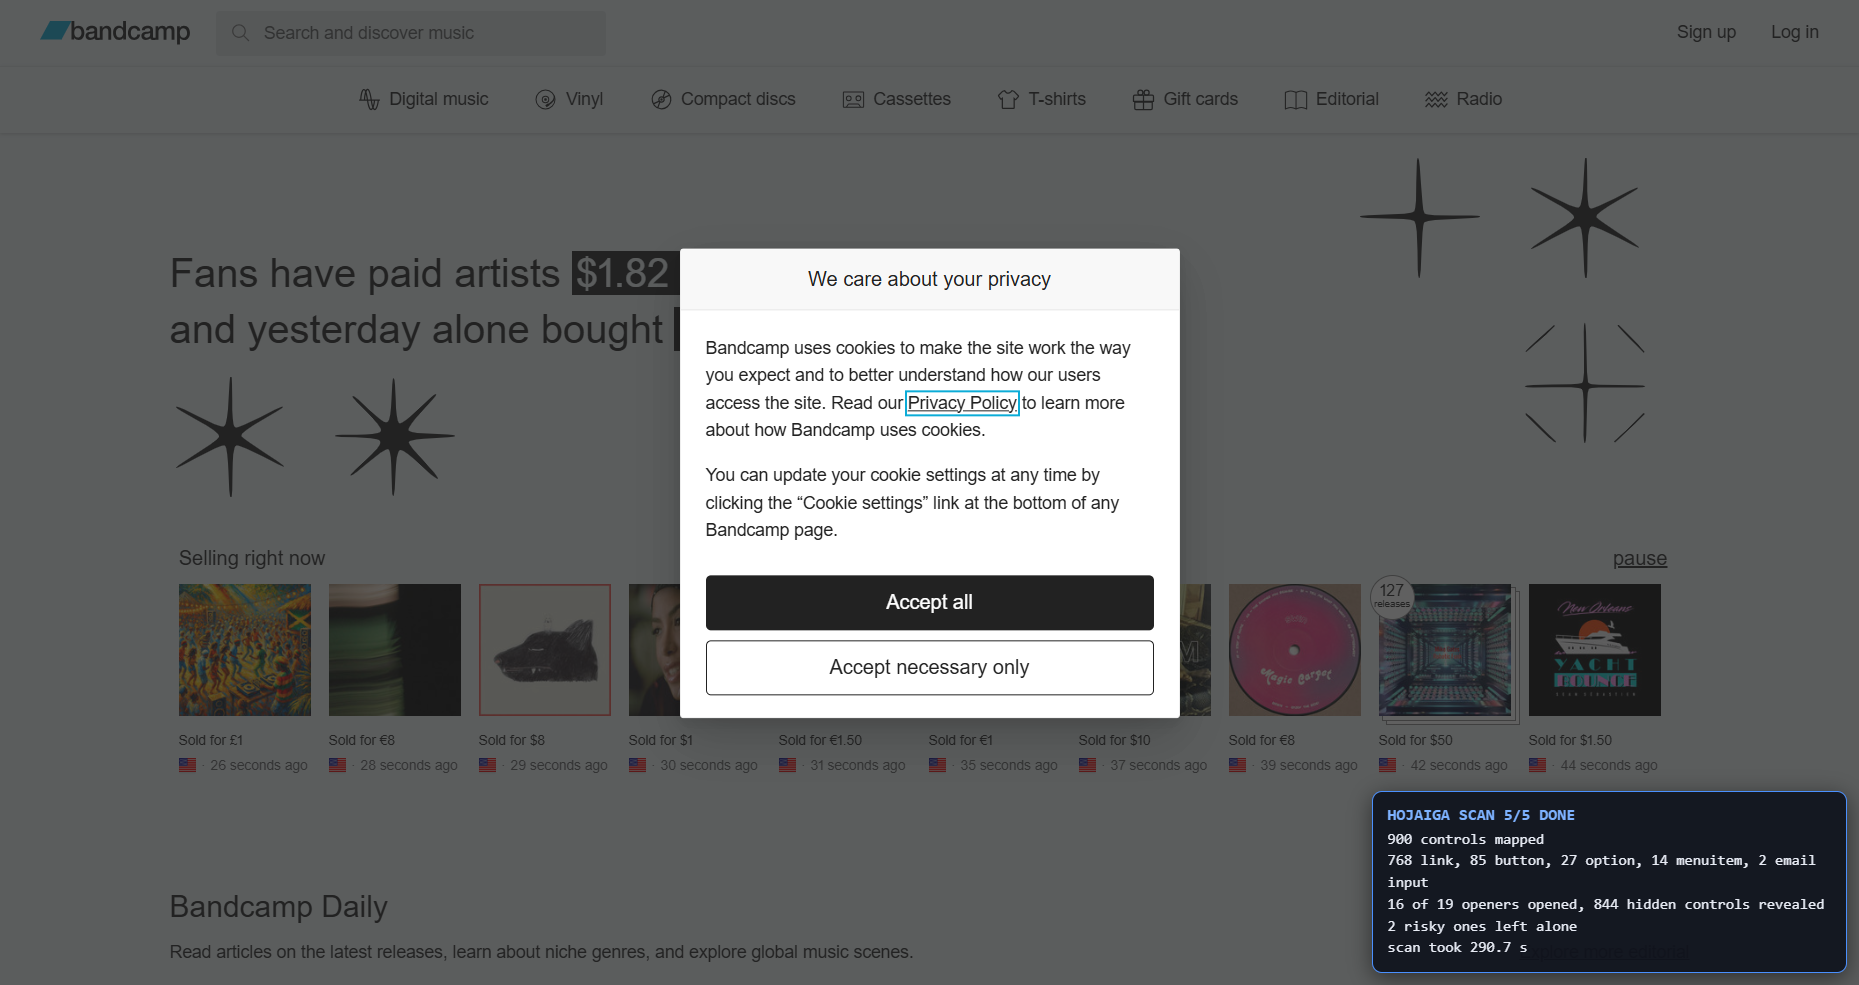 bandcamp
Search and discover music
Sign up
Log in
Digital music
Vinyl
Compact discs
Cassettes
T-shirts
Gift cards
Editorial
Radio
Fans have paid artists $1.82
and yesterday alone bought
We care about your privacy
Bandcamp uses cookies to make the site work the way
you expect and to better understand how our users
access the site. Read our Privacy Policy to learn more
about how Bandcamp uses cookies.
You can update your cookie settings at any time by
clicking the “Cookie settings” link at the bottom of any
Bandcamp page.
Accept all
Accept necessary only
Selling right now
pause
127
releases
New Orleans
YACHT
LOUNGE
Magic Carpet
Sold for £1
Sold for €8
Sold for $8
Sold for $1
Sold for €1.50
Sold for €1
Sold for $10
Sold for €8
Sold for $50
Sold for $1.50
· 26 seconds ago
· 28 seconds ago
· 29 seconds ago
· 30 seconds ago
· 31 seconds ago
· 35 seconds ago
· 37 seconds ago
· 39 seconds ago
· 42 seconds ago
· 44 seconds ago
HOJAIGA SCAN 5/5 DONE
900 controls mapped
768 link, 85 button, 27 option, 14 menuitem, 2 email
input
16 of 19 openers opened, 844 hidden controls revealed
2 risky ones left alone
scan took 290.7 s
Bandcamp Daily
Read articles on the latest releases, learn about niche genres, and explore global music scenes.
explore more editorial